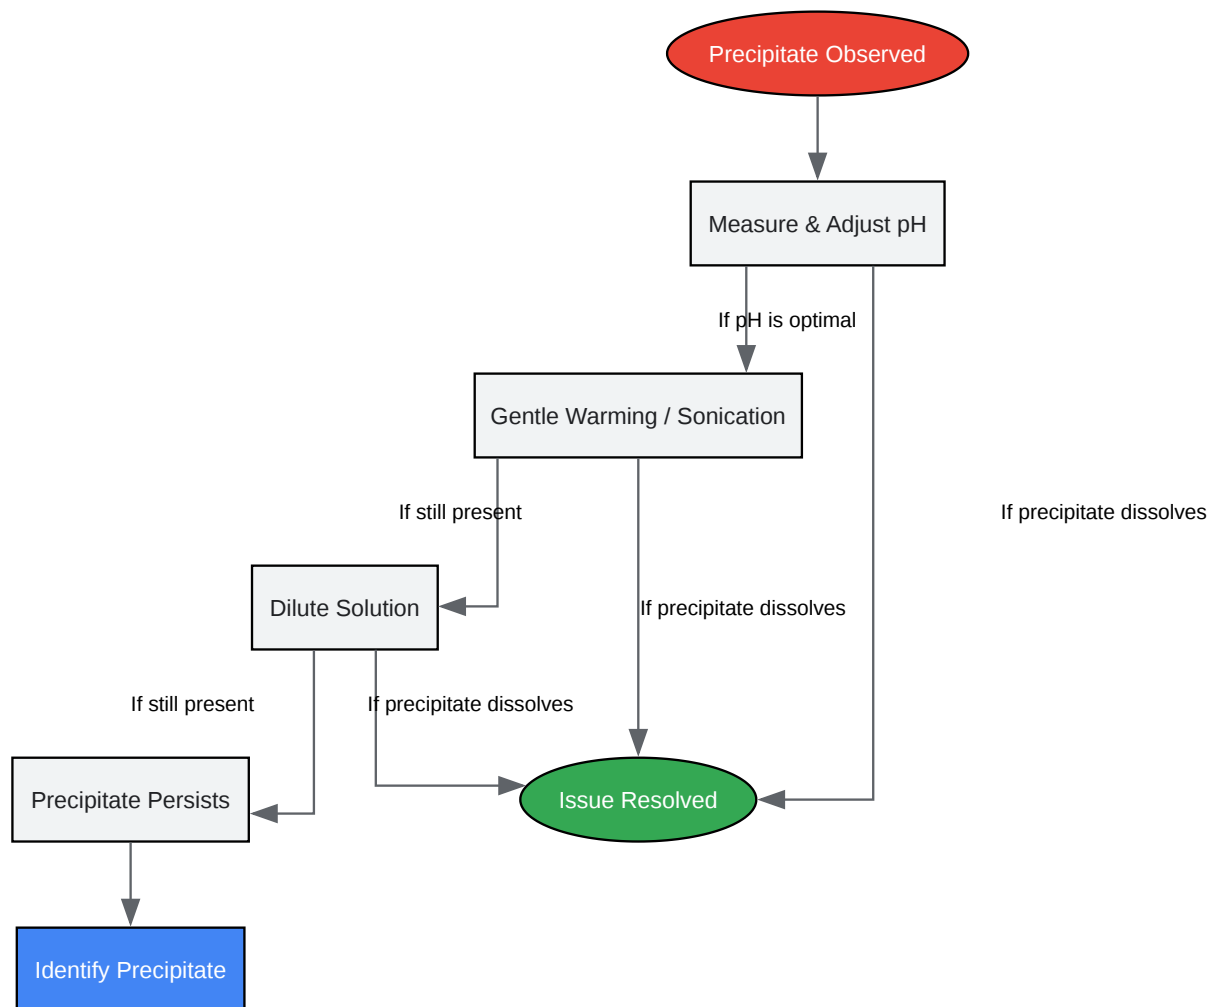 Precipitate Observed
Measure & Adjust pH
If pH is optimal
Gentle Warming / Sonication
If still present
If precipitate dissolves
Dilute Solution
If precipitate dissolves
If still present
If precipitate dissolves
Precipitate Persists
Issue Resolved
Identify Precipitate